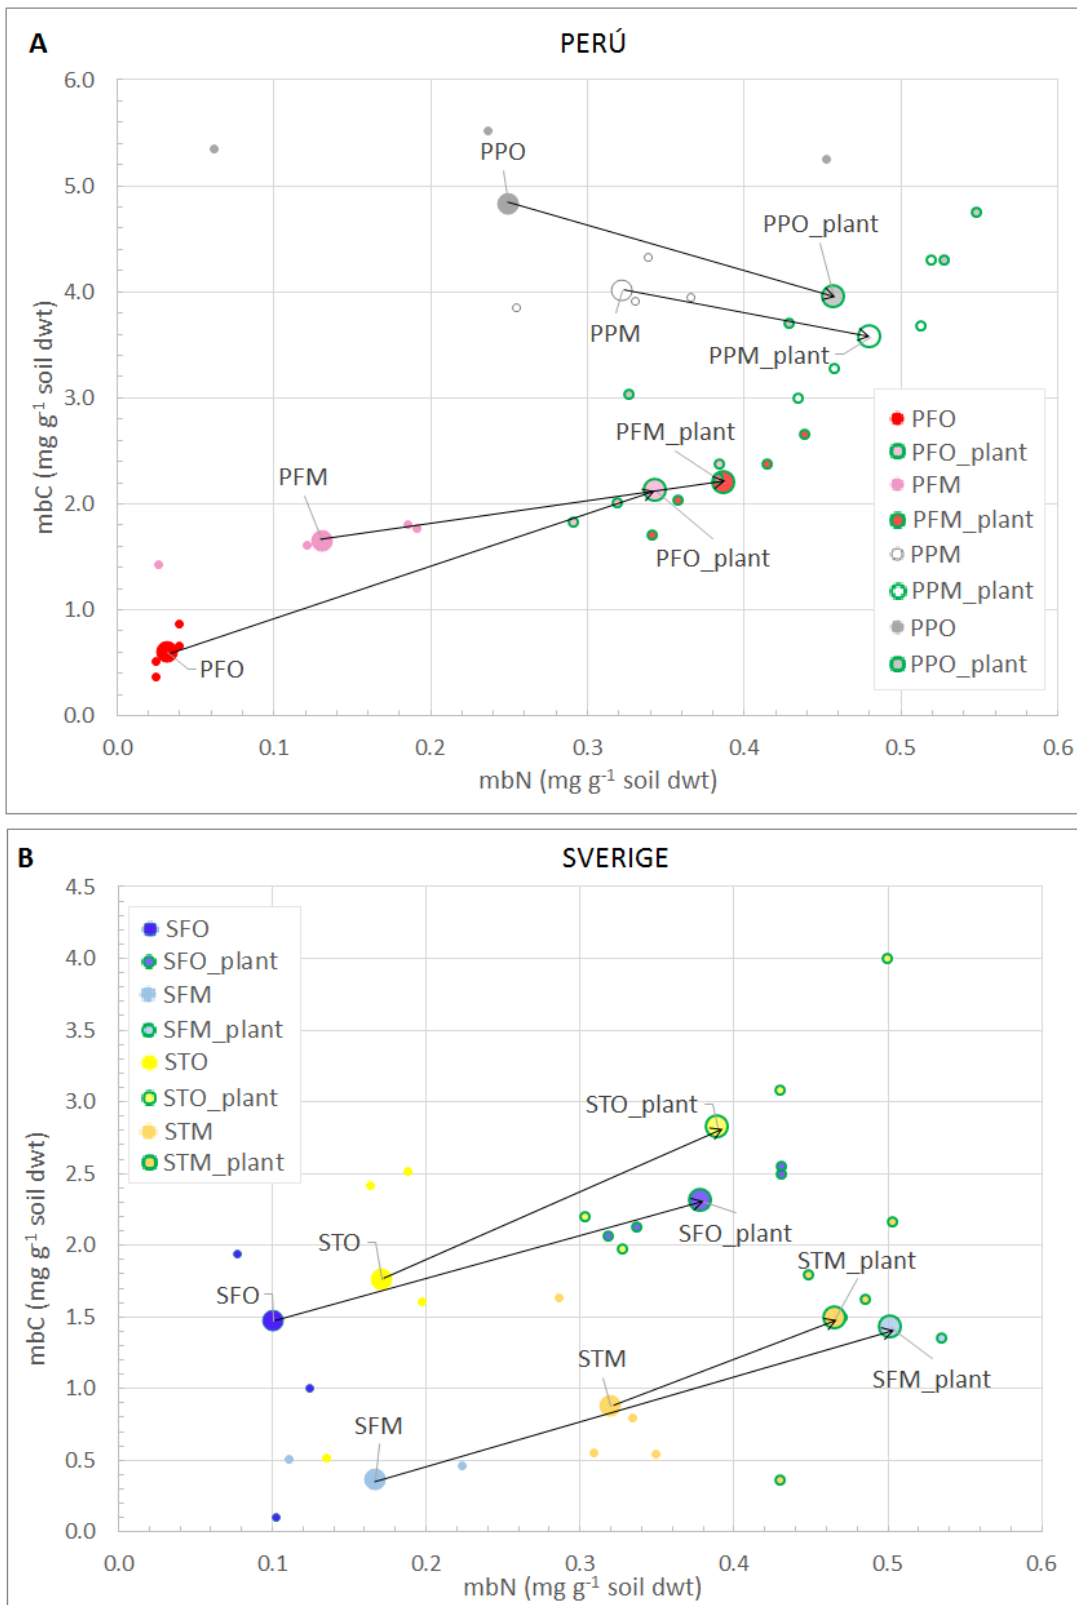 A
PERÚ
6.0
5.0
4.0
3.0
2.0
1.0
0.0
mbC (mg g⁻¹ soil dwt)
PPO
PPO_plant
PPM
PPM_plant
PFM_plant
PFM
PFO_plant
PFO
PFO
PFO_plant
PFM
PFM_plant
PPM
PPM_plant
PPO
PPO_plant
0.0 0.1 0.2 0.3 0.4 0.5 0.6
mbN (mg g⁻¹ soil dwt)
B
SVERIGE
4.5
4.0
3.5
3.0
2.5
2.0
1.5
1.0
0.5
0.0
mbC (mg g⁻¹ soil dwt)
SFO
SFO_plant
SFM
SFM_plant
STO
STO_plant
STM
STM_plant
STO_plant
SFO_plant
STO
STM_plant
SFO
STM
SFM_plant
SFM
0.0 0.1 0.2 0.3 0.4 0.5 0.6
mbN (mg g⁻¹ soil dwt)